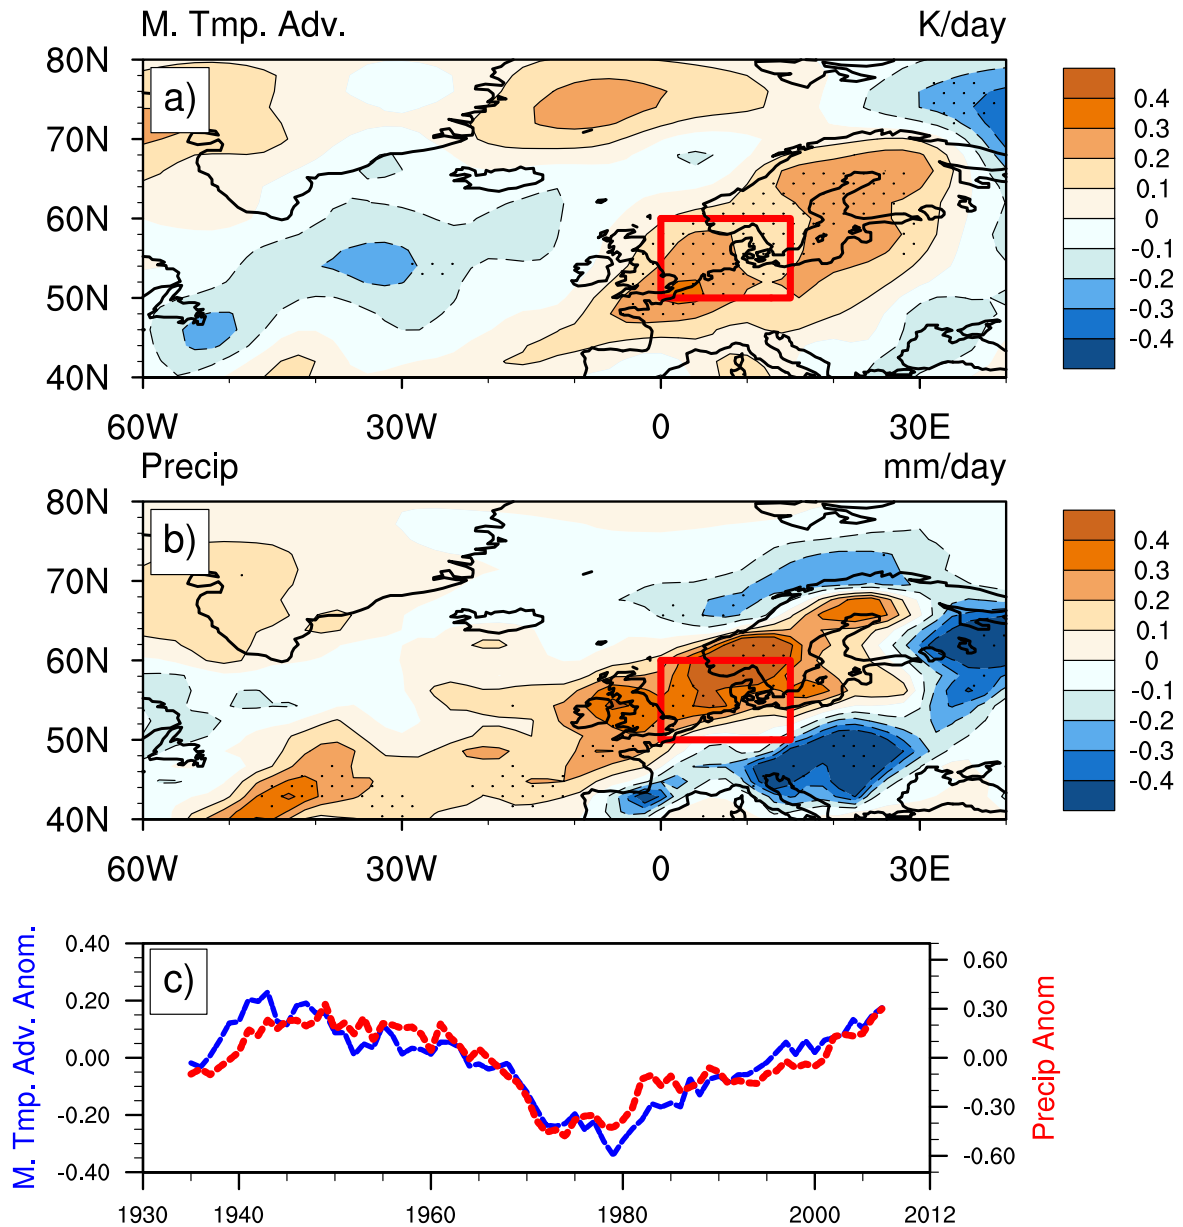 M. Tmp. Adv. K/day
80N
a)
70N
60N
50N
40N
60W 30W 0 30E
0.4
0.3
0.2
0.1
0
-0.1
-0.2
-0.3
-0.4
Precip mm/day
80N
b)
70N
60N
50N
40N
60W 30W 0 30E
0.4
0.3
0.2
0.1
0
-0.1
-0.2
-0.3
-0.4
M. Tmp. Adv. Anom.
0.40
0.20
0.00
-0.20
-0.40
c)
0.60
0.30
0.00
-0.30
-0.60
Precip Anom
1930 1940 1960 1980 2000 2012